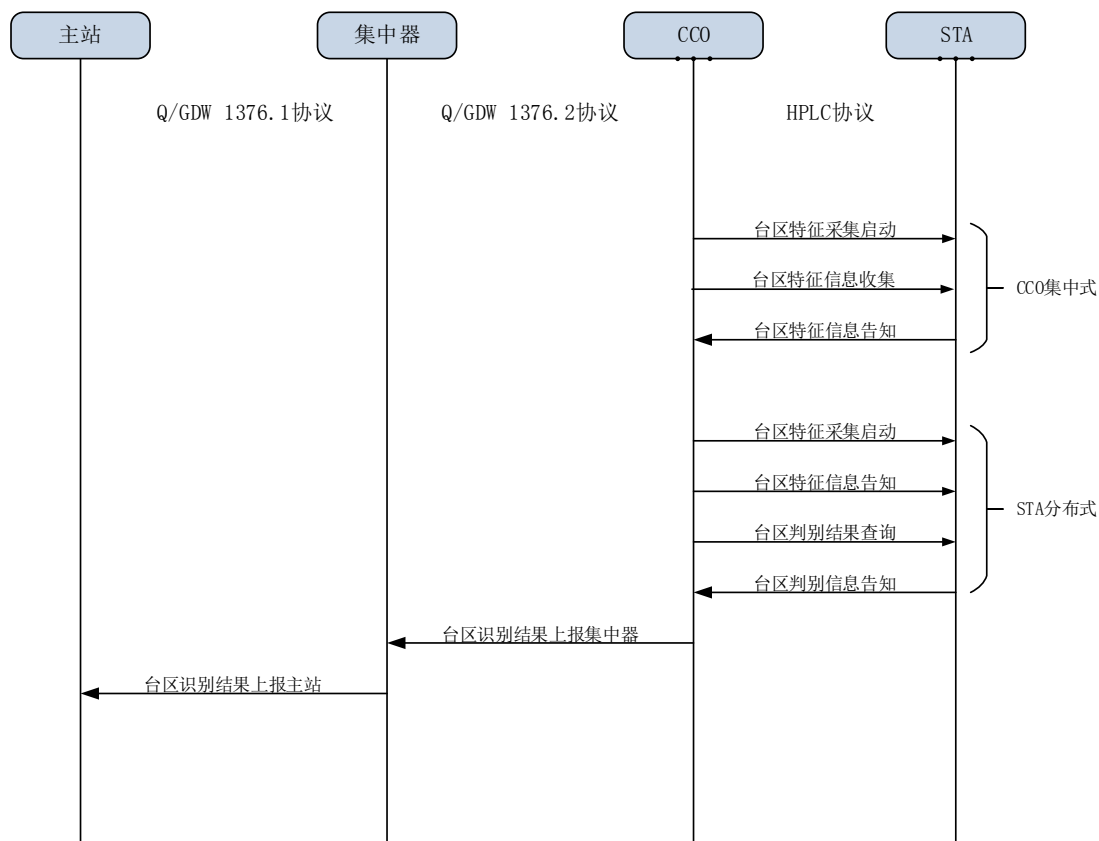 主站
集中器
CCO
STA
Q/GDW 1376.1协议
Q/GDW 1376.2协议
HPLC协议
台区特征采集启动
台区特征信息收集
CCO集中式
台区特征信息告知
台区特征采集启动
台区特征信息告知
STA分布式
台区判别结果查询
台区判别信息告知
台区识别结果上报集中器
台区识别结果上报主站